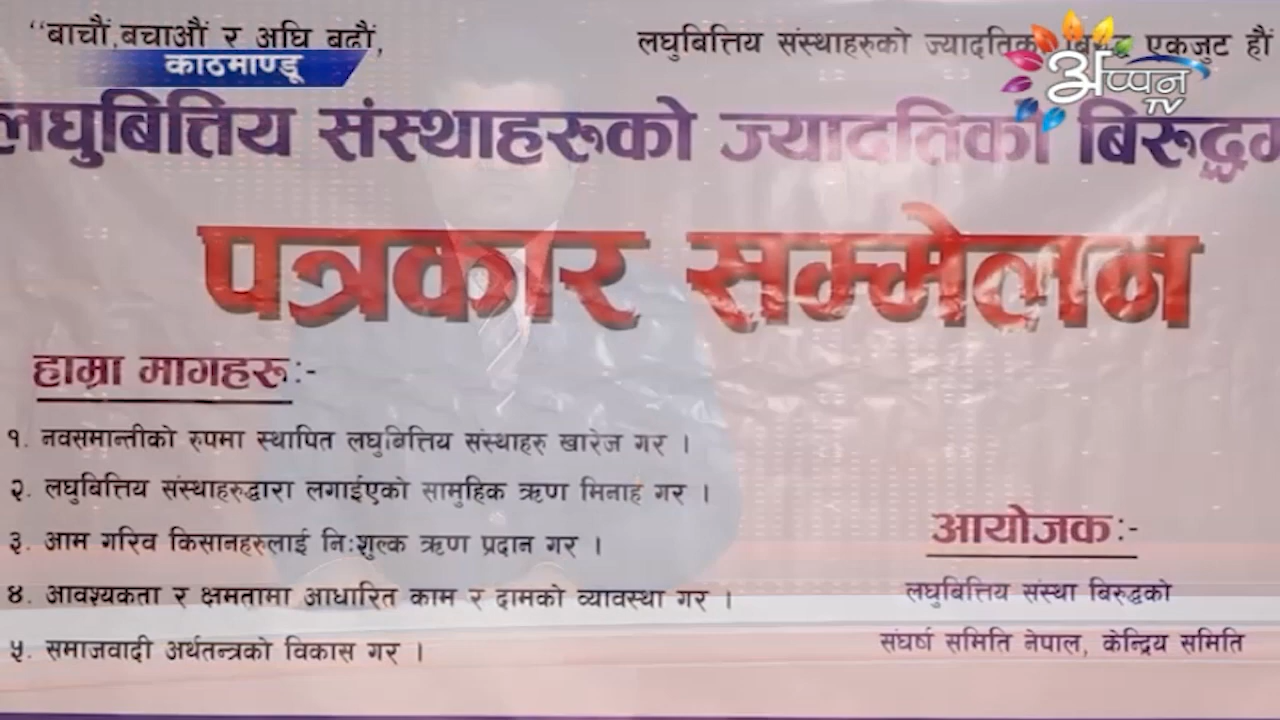 “बाचौं,बचाऔं र अघि बढौं,
लघुबित्तिय संस्थाहरुको ज्यादतिको बिरुद्ध एकजुट हौं
काठमाण्डू
अप्पन
TV
लघुबित्तिय संस्थाहरूको ज्यादतिको
पत्रकार सम्मेलन
हाम्रा मागहरू:-
१. नवसमान्तीको रुपमा स्थापित लघुबित्तिय संस्थाहरु खारेज गर ।
२. लघुबित्तिय संस्थाहरुद्धारा लगाईएको सामुहिक ऋण मिनाह गर ।
३. आम गरिव किसानहरुलाई नि:शुल्क ऋण प्रदान गर ।
४. आवश्यकता र क्षमतामा आधारित काम र दामको व्यावस्था गर ।
५. समाजवादी अर्थतन्त्रको विकास गर ।
आयोजक:-
लघुबित्तिय संस्था बिरुद्धको
संघर्ष समिति नेपाल, केन्द्रिय समिति